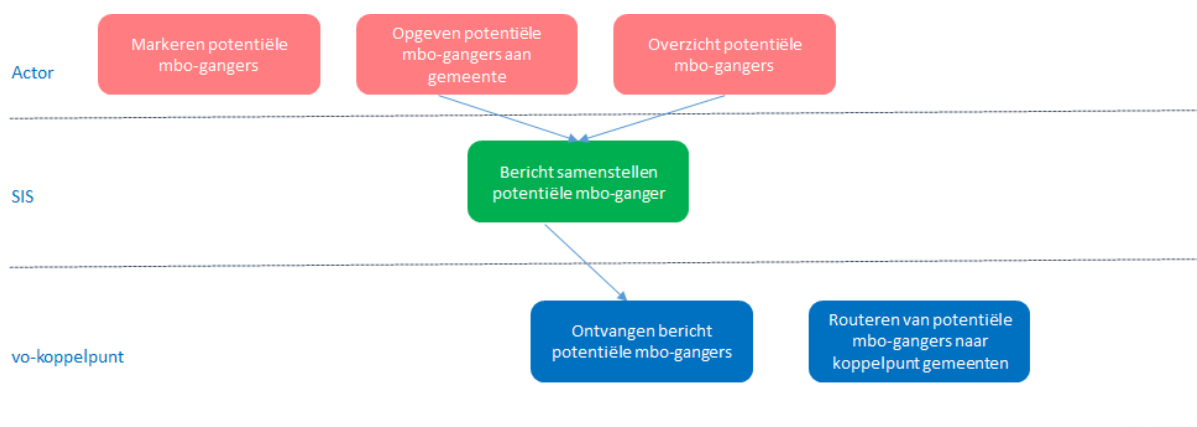 Actor
Markeren potentiële
mbo-gangers
Opgeven potentiële
mbo-gangers aan
gemeente
Overzicht potentiële
mbo-gangers
SIS
Bericht samenstellen
potentiële mbo-ganger
vo-koppelpunt
Ontvangen bericht
potentiële mbo-gangers
Routeren van potentiële
mbo-gangers naar
koppelpunt gemeenten